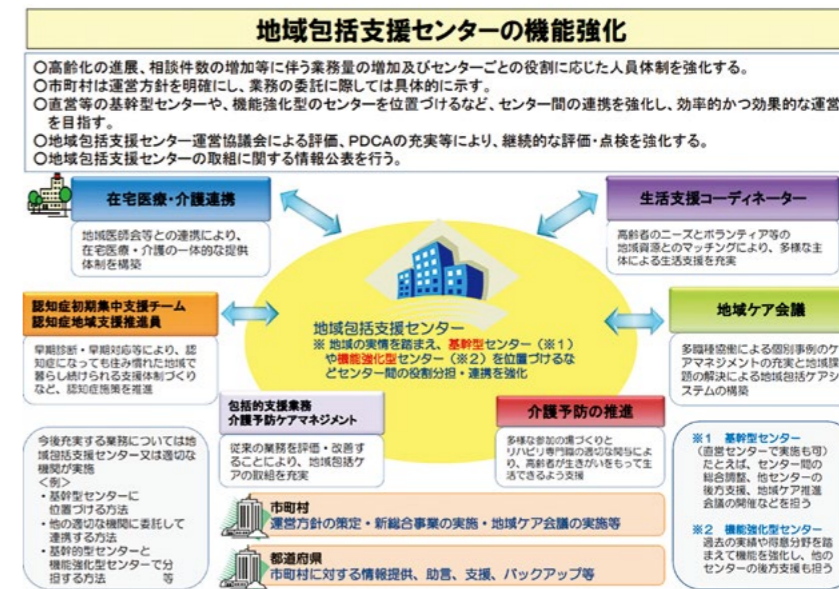 地域包括支援センターの機能強化
○高齢化の進展、相談件数の増加等に伴う業務量の増加及びセンターごとの役割に応じた人員体制を強化する。
○市町村は運営方針を明確にし、業務の委託に際しては具体的に示す。
○直営等の基幹型センターや、機能強化型のセンターを位置づけるなど、センター間の連携を強化し、効率的かつ効果的な運営
を目指す。
○地域包括支援センター運営協議会による評価、PDCAの充実等により、継続的な評価・点検を強化する。
○地域包括支援センターの取組に関する情報公表を行う。
在宅医療・介護連携
地域医師会等との連携により、
在宅医療・介護の一体的な提供
体制を構築
生活支援コーディネーター
高齢者のニーズとボランティア等の
地域資源とのマッチングにより、多様な主
体による生活支援を充実
認知症初期集中支援チーム
認知症地域支援推進員
早期診断・早期対応等により、認
知症になっても住み慣れた地域で
暮らし続けられる支援体制づくり
など、認知症施策を推進
地域包括支援センター
※ 地域の実情を踏まえ、基幹型センター（※1）
や機能強化型センター（※2）を位置づけるな
どセンター間の役割分担・連携を強化
地域ケア会議
多職種協働による個別事例のケ
アマネジメントの充実と地域課
題の解決による地域包括ケアシ
ステムの構築
包括的支援業務
介護予防ケアマネジメント
従来の業務を評価・改善す
ることにより、地域包括ケ
アの取組を充実
介護予防の推進
多様な参加の場づくりと
リハビリ専門職の適切な関与によ
り、高齢者が生きがいをもって生
活できるよう支援
今後充実する業務については地
域包括支援センター又は適切な
機関が実施
＜例＞
・基幹型センターに
位置づける方法
・他の適切な機関に委託して
連携する方法
・基幹的型センターと
機能強化型センターで分
担する方法 等
市町村
運営方針の策定・新総合事業の実施・地域ケア会議の実施等
都道府県
市町村に対する情報提供、助言、支援、バックアップ等
※1 基幹型センター
（直営センターで実施も可）
たとえば、センター間の
総合調整、他センターの
後方支援、地域ケア推進
会議の開催などを担う
※2 機能強化型センター
過去の実績や得意分野を踏
まえて機能を強化し、他の
センターの後方支援も担う